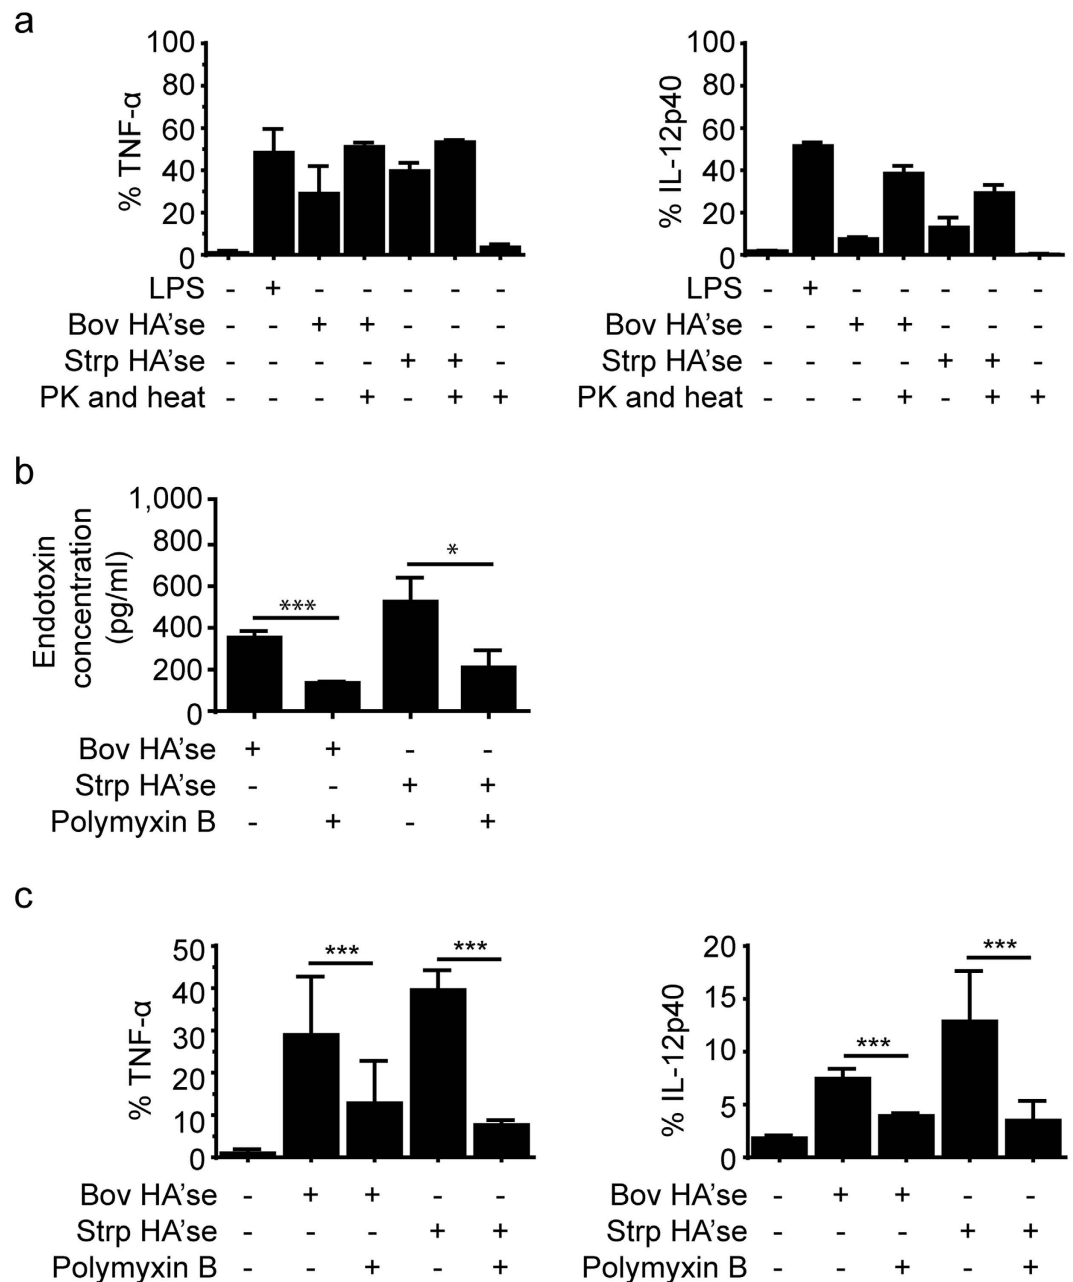 a
% TNF-α
100
80
60
40
20
0
LPS - + - - - - -
Bov HA’se - - + + - - -
Strp HA’se - - - - + + -
PK and heat - - - + - + +
% IL-12p40
100
80
60
40
20
0
LPS - + - - - - -
Bov HA’se - - + + - - -
Strp HA’se - - - - + + -
PK and heat - - - + - + +
b
Endotoxin
concentration
(pg/ml)
1,000
800
600
400
200
0
***
*
Bov HA’se + + - -
Strp HA’se - - + +
Polymyxin B - + - +
c
% TNF-α
50
40
30
20
10
0
***
***
Bov HA’se - + + - -
Strp HA’se - - - + +
Polymyxin B - - + - +
% IL-12p40
20
15
10
5
0
***
***
Bov HA’se - + + - -
Strp HA’se - - - + +
Polymyxin B - - + - +